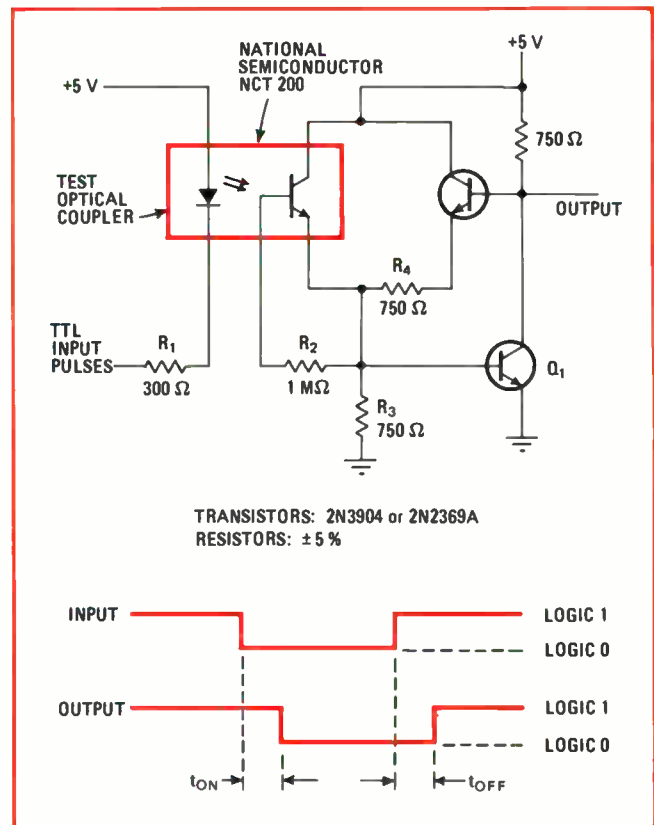 NATIONAL
SEMICONDUCTOR
NCT 200
+5 V
+5 V
750 Ω
TEST
OPTICAL
COUPLER
OUTPUT
R4
750 Ω
TTL
INPUT
PULSES
R1
300 Ω
R2
1 MΩ
Q1
R3
750 Ω
TRANSISTORS: 2N3904 or 2N2369A
RESISTORS: ±5 %
INPUT
LOGIC 1
LOGIC 0
OUTPUT
LOGIC 1
LOGIC 0
tON
tOFF